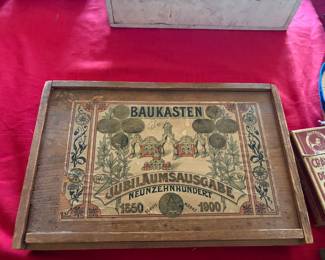 BAUKASTEN
JUBILÄUMSAUSGABE
NEUNZEHNHUNDERT
1850 1900